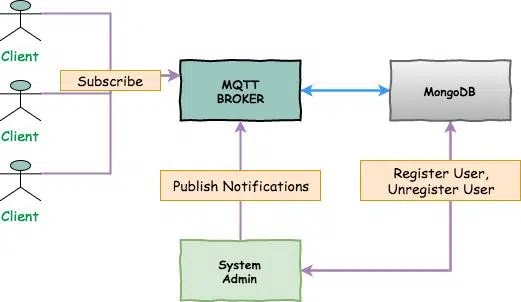 Client
Subscribe
MQTT
BROKER
MongoDB
Client
Publish Notifications
Register User,
Unregister User
Client
System
Admin